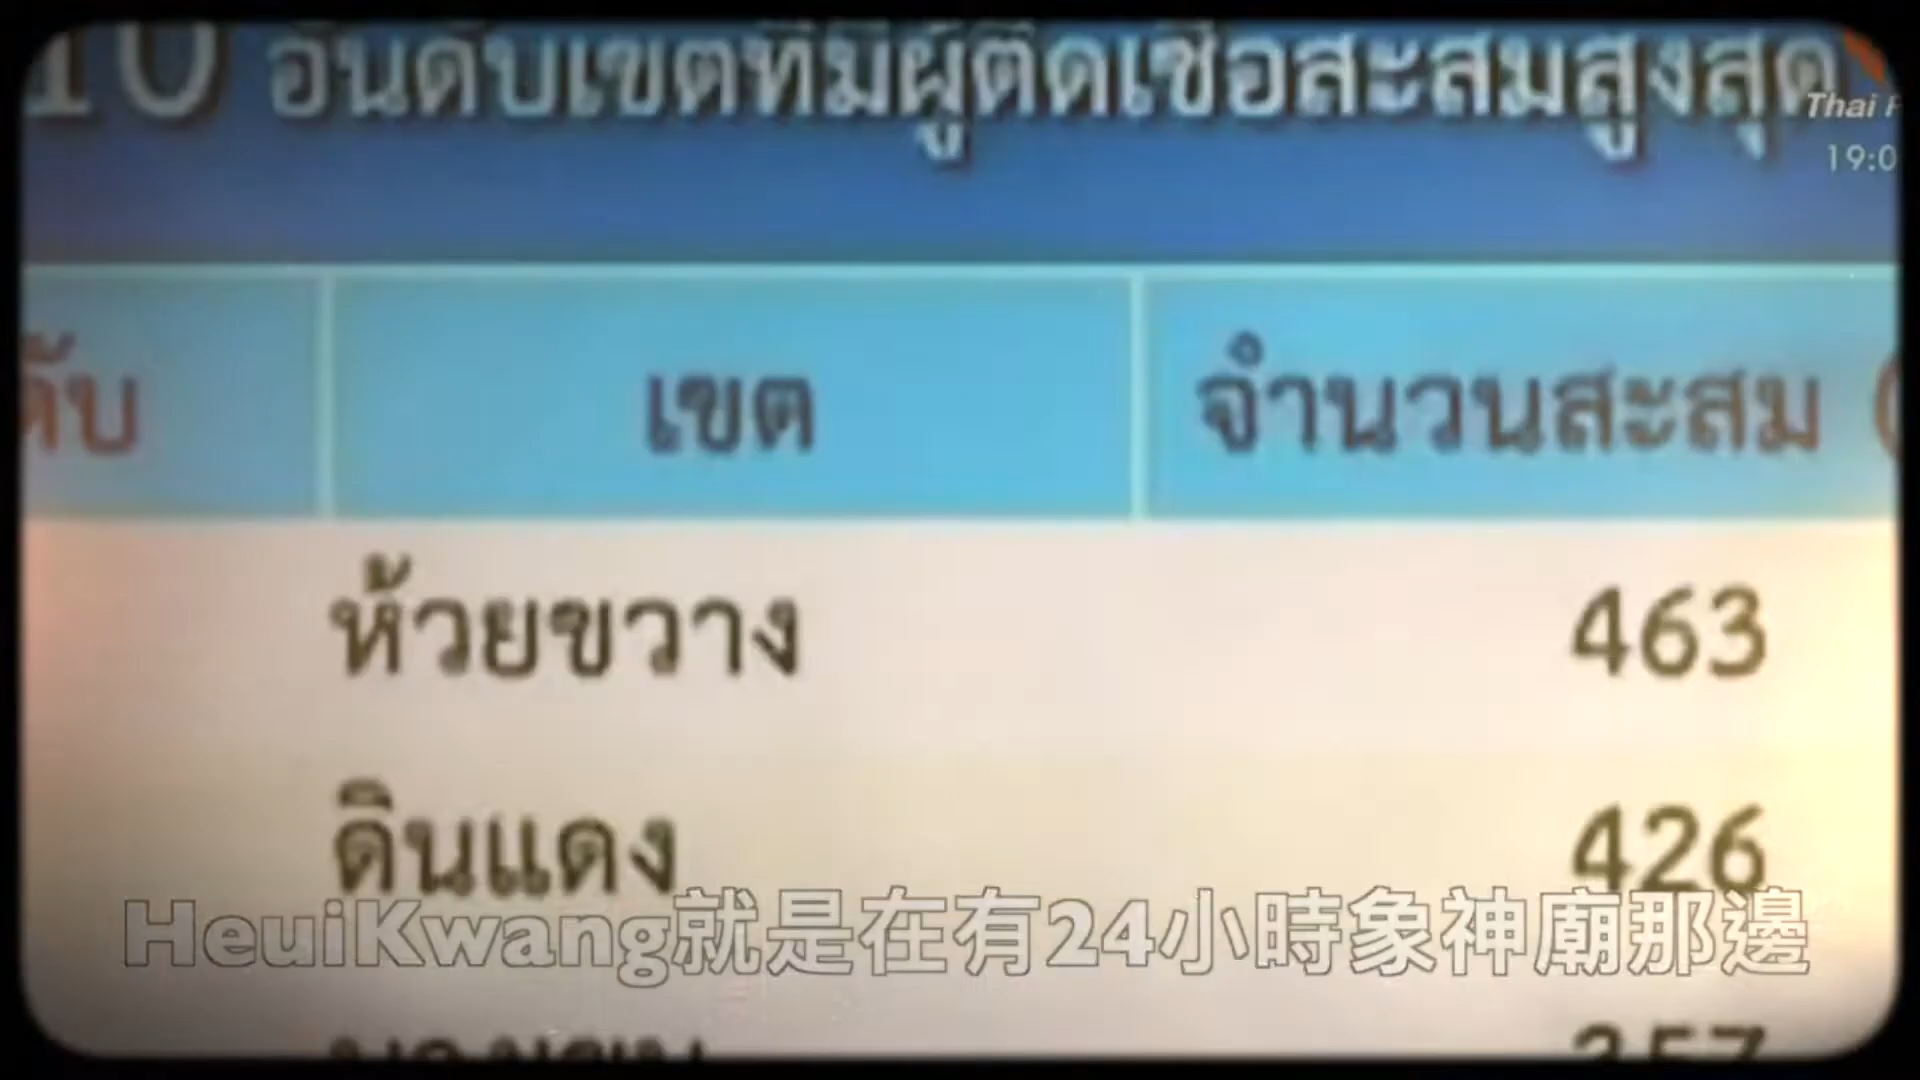 10 อันดับเขตที่มีผู้ติดเชื้อสะสมสูงสุด
Thai
19:0
เขต
จำนวนสะสม
ห้วยขวาง
463
ดินแดง
426
HeuiKwang就是在有24小時象神廟那邊
357